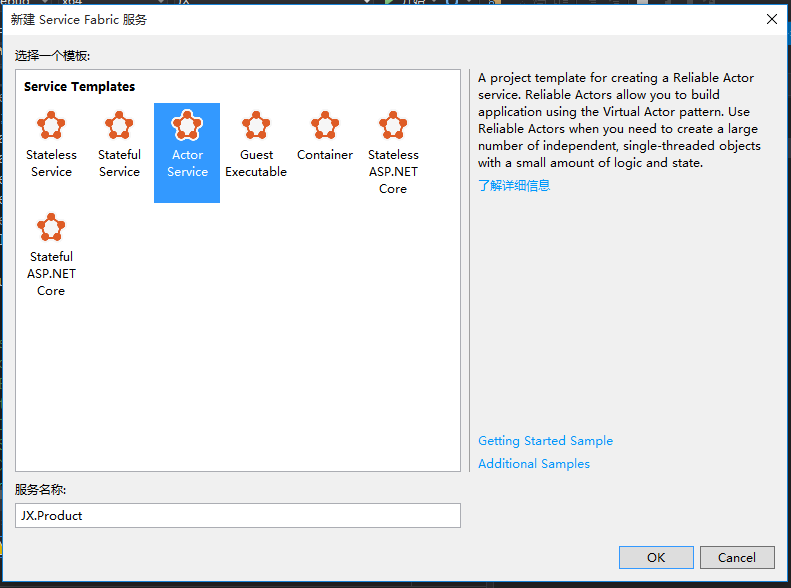 新建 Service Fabric 服务
选择一个模板:
Service Templates
Stateless
Service
Stateful
Service
Actor
Service
Guest
Executable
Container
Stateless
ASP.NET
Core
Stateful
ASP.NET
Core
A project template for creating a Reliable Actor
service. Reliable Actors allow you to build
application using the Virtual Actor pattern. Use
Reliable Actors when you need to create a large
number of independent, single-threaded objects
with a small amount of logic and state.
了解详细信息
Getting Started Sample
Additional Samples
服务名称:
JX.Product
OK
Cancel